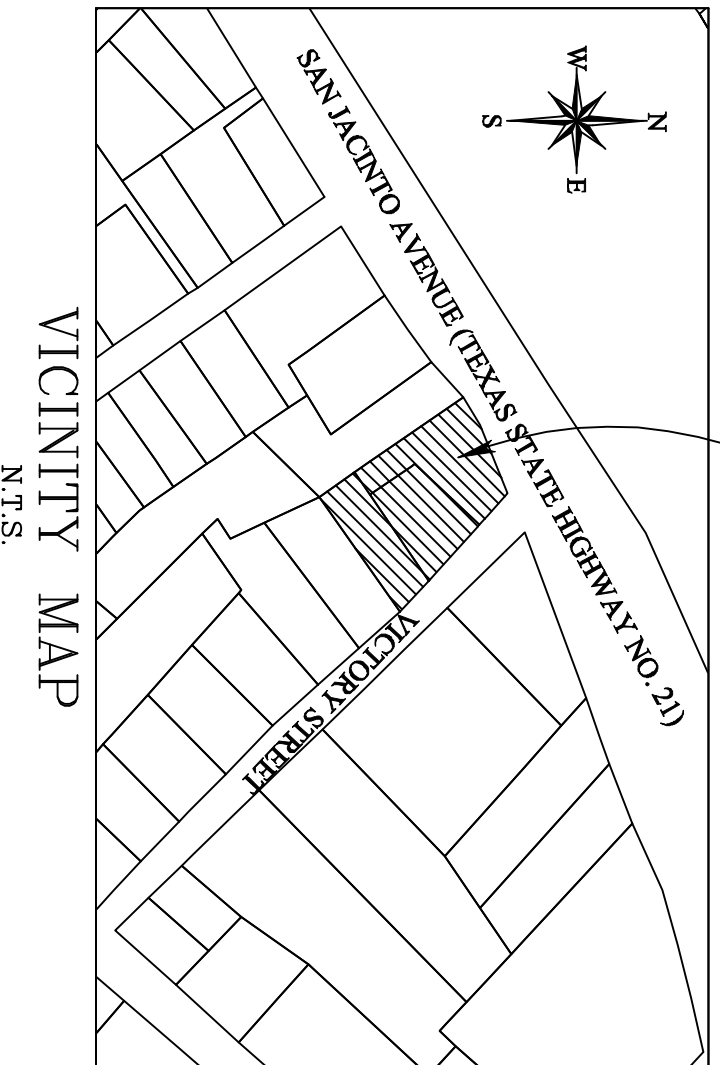 W
N
S
E
SAN JACINTO AVENUE (TEXAS STATE HIGHWAY NO. 21)
VICTORY STREET
VICINITY MAP
N.T.S.